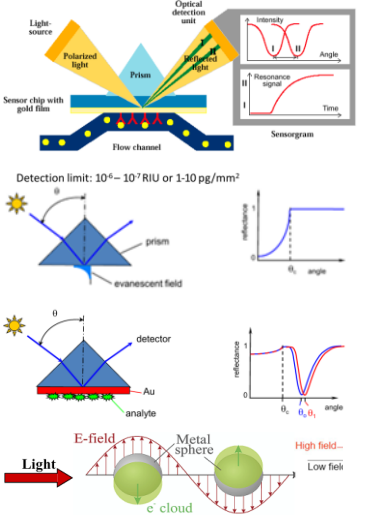 Optical
detection
unit
Light-
source
Polarized
light
Prism
I
II
Reflected
light
Intensity
I
II
Angle
Resonance
signal
II
I
Time
Sensor chip with
gold film
Flow channel
Sensorgram
Detection limit: 10-6 – 10-7 RIU or 1-10 pg/mm2
θ
prism
evanescent field
reflectance
1
0
θc
angle
θ
detector
Au
analyte
reflectance
1
0
θc
θ0
θ1
angle
E-field
Metal
sphere
Light
e- cloud
High field
Low field